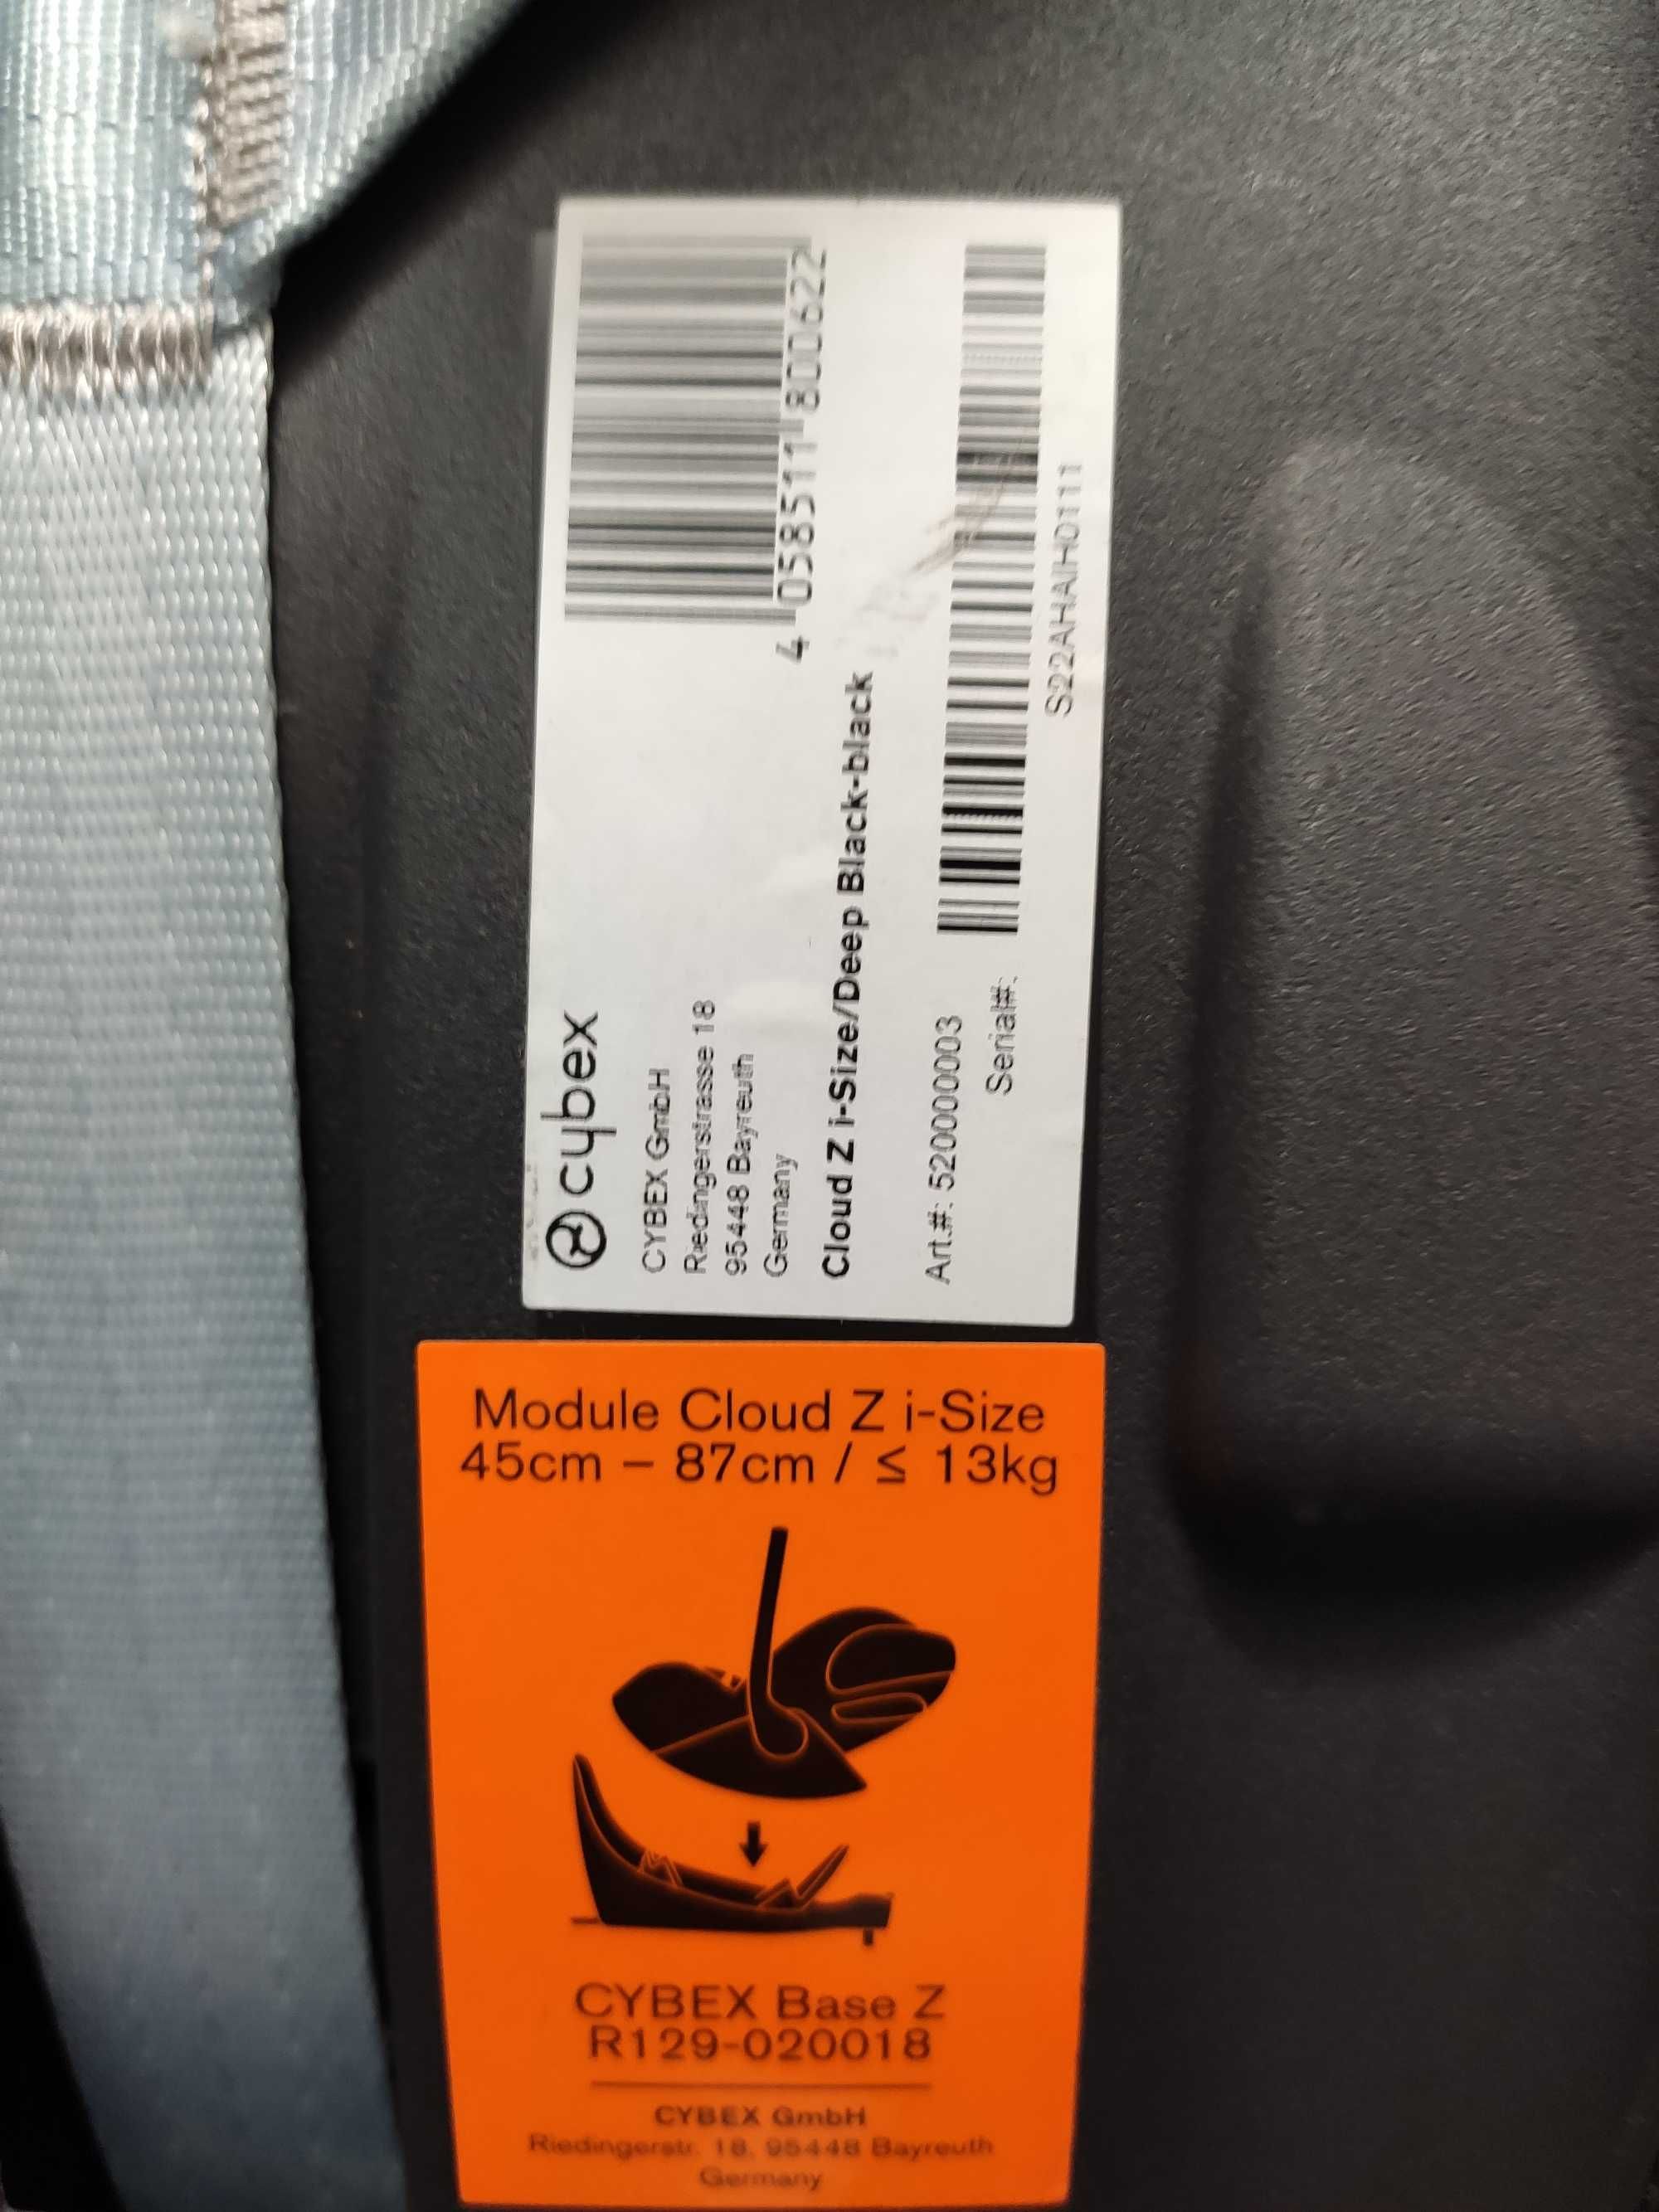 cybex
4 058511 800622
CYBEX GmbH
Riedingerstrasse 18
95448 Bayreuth
Germany
Cloud Z i-Size/Deep Black-black
Art.#: 520000003
Serial#:
S22AHAIH01111
Module Cloud Z i-Size
45cm – 87cm / ≤ 13kg
CYBEX Base Z
R129-020018
CYBEX GmbH
Riedingerstr. 18, 95448 Bayreuth
Germany